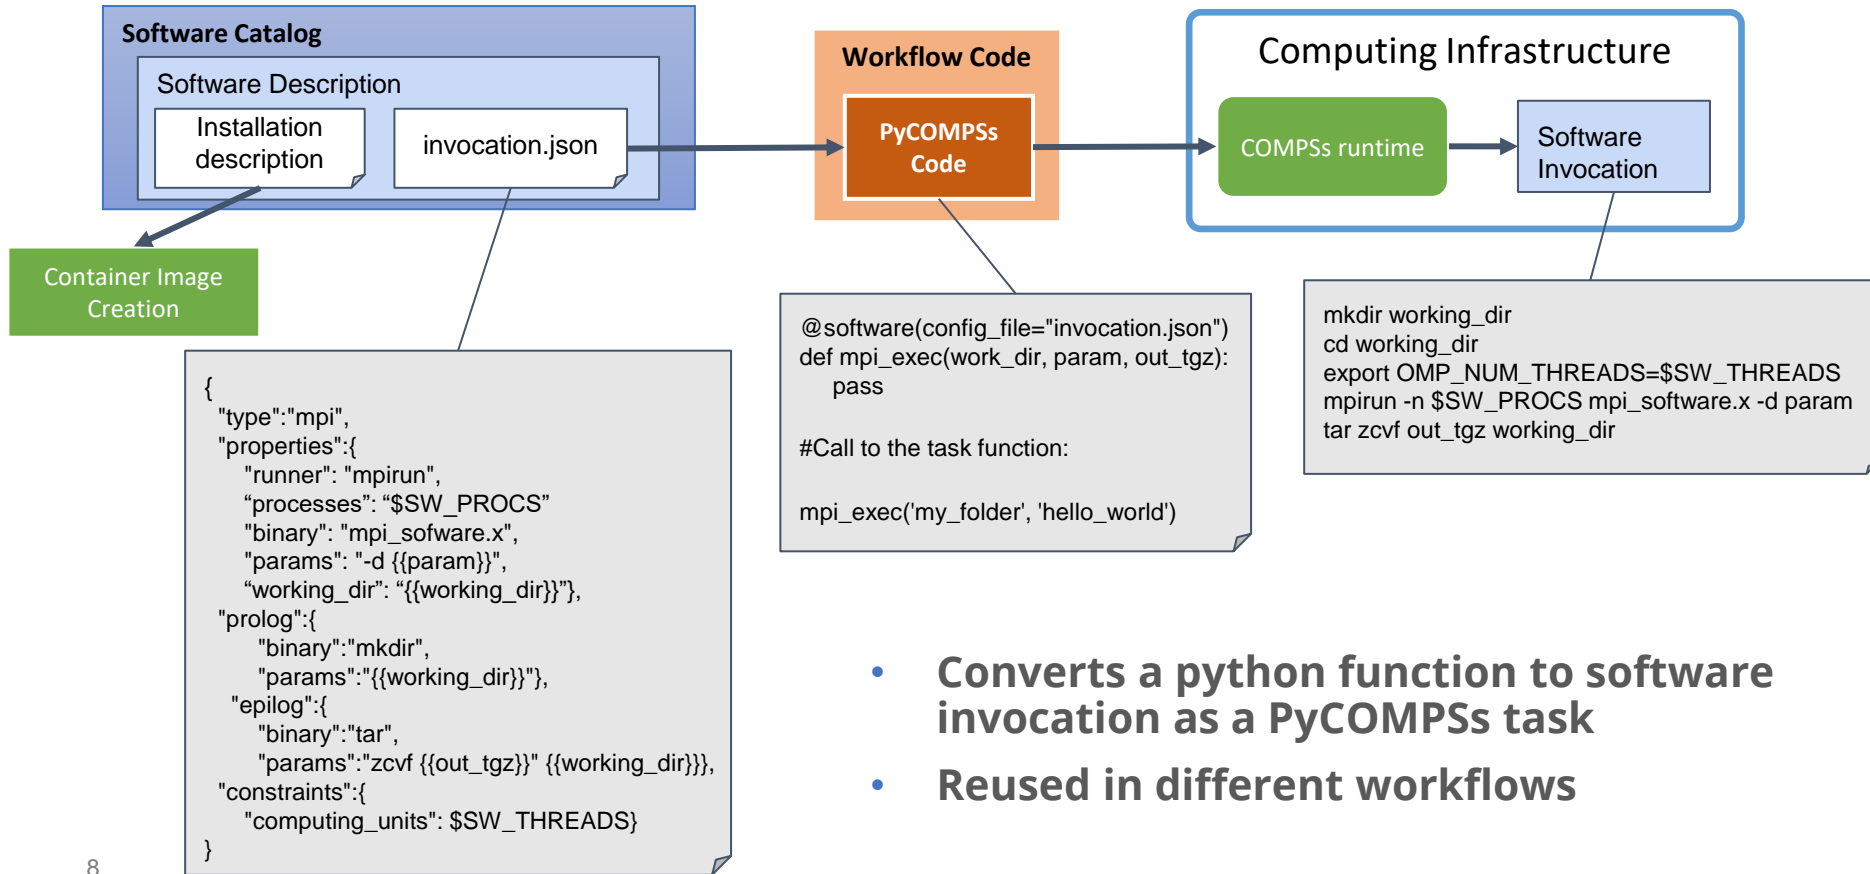 Software Catalog
Software Description
Installation
description
invocation.json
Container Image
Creation
Workflow Code
PyCOMPSs
Code
Computing Infrastructure
COMPSs runtime
Software
Invocation
{
"type":"mpi",
"properties":{
"runner": "mpirun",
“processes”: “$SW_PROCS”
"binary": "mpi_sofware.x",
"params": "-d {{param}}",
“working_dir”: “{{working_dir}}”},
"prolog":{
"binary":"mkdir",
"params":"{{working_dir}}"},
"epilog":{
"binary":"tar",
"params":"zcvf {{out_tgz}}" {{working_dir}}},
"constraints":{
"computing_units": $SW_THREADS}
}
@software(config_file="invocation.json")
def mpi_exec(work_dir, param, out_tgz):
pass
#Call to the task function:
mpi_exec('my_folder', 'hello_world')
mkdir working_dir
cd working_dir
export OMP_NUM_THREADS=$SW_THREADS
mpirun -n $SW_PROCS mpi_software.x -d param
tar zcvf out_tgz working_dir
• Converts a python function to software
invocation as a PyCOMPSs task
• Reused in different workflows
8